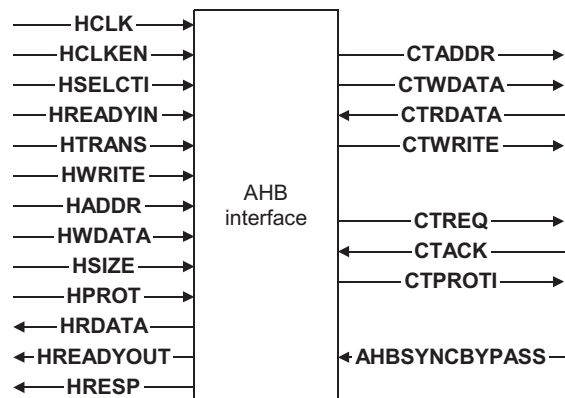 HCLK
HCLKEN
HSELCTI
HREADYIN
HTRANS
HWRITE
HADDR
HWDATA
HSIZE
HPROT
HRDATA
HREADYOUT
HRESP
AHB
interface
CTADDR
CTWDATA
CTRDATA
CTWRITE
CTREQ
CTACK
CTPROTI
AHBSYNCBYPASS